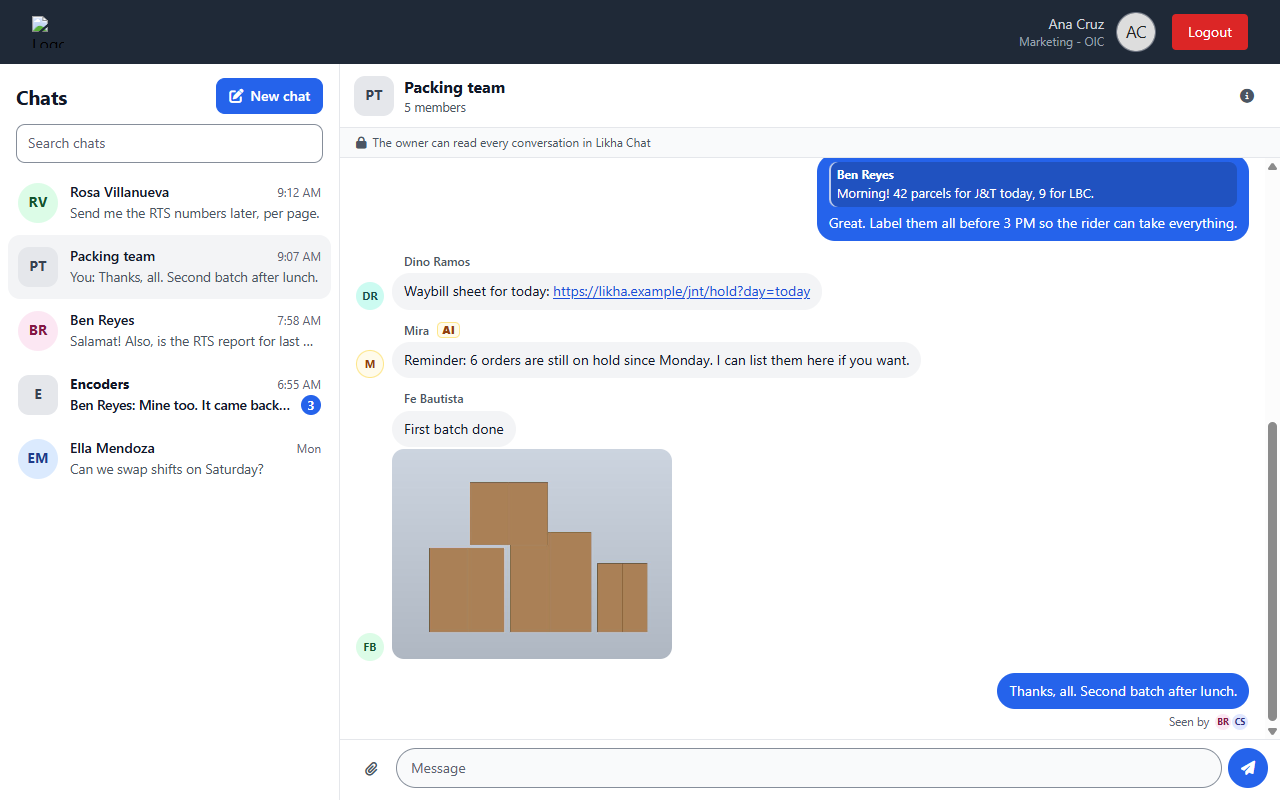 Logo
Ana Cruz
Marketing - OIC
AC
Logout
Chats
New chat
Search chats
RV
Rosa Villanueva
9:12 AM
Send me the RTS numbers later, per page.
PT
Packing team
9:07 AM
You: Thanks, all. Second batch after lunch.
BR
Ben Reyes
7:58 AM
Salamat! Also, is the RTS report for last ...
E
Encoders
6:55 AM
Ben Reyes: Mine too. It came back...
3
EM
Ella Mendoza
Mon
Can we swap shifts on Saturday?
PT
Packing team
5 members
The owner can read every conversation in Likha Chat
Ben Reyes
Morning! 42 parcels for J&T today, 9 for LBC.
Great. Label them all before 3 PM so the rider can take everything.
Dino Ramos
DR
Waybill sheet for today: https://likha.example/jnt/hold?day=today
Mira AI
M
Reminder: 6 orders are still on hold since Monday. I can list them here if you want.
Fe Bautista
First batch done
FB
Thanks, all. Second batch after lunch.
Seen by BR CS
Message